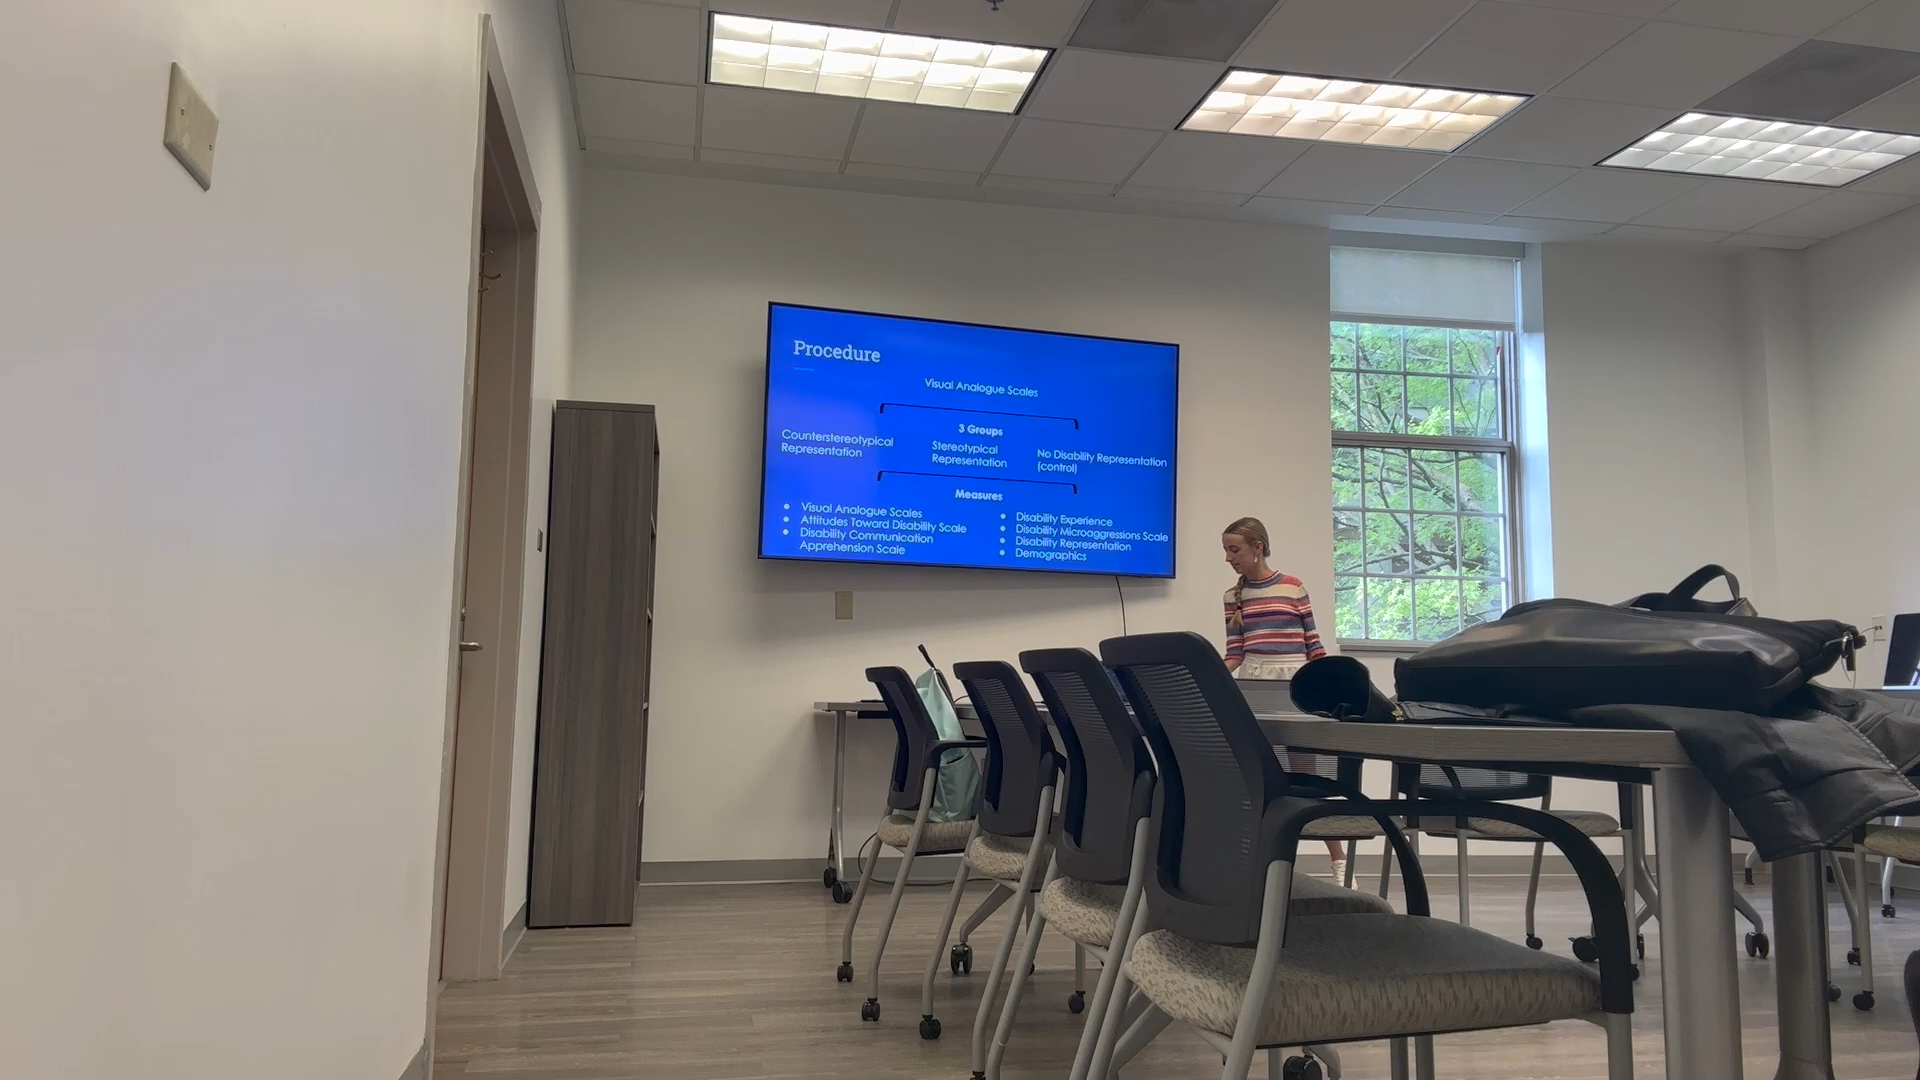 Procedure
Visual Analogue Scales
3 Groups
Counterstereotypical
Representation
Stereotypical
Representation
No Disability Representation
(control)
Measures
• Visual Analogue Scales
• Attitudes Toward Disability Scale
• Disability Communication
Apprehension Scale
• Disability Experience
• Disability Microaggressions Scale
• Disability Representation
• Demographics